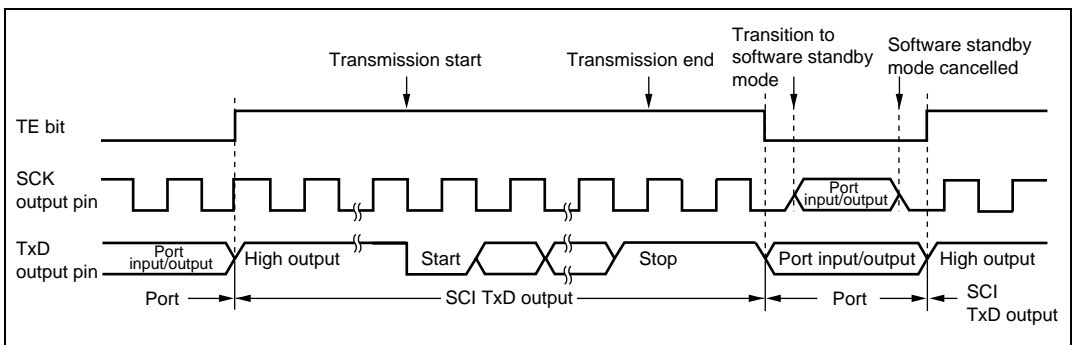 Transmission start
Transmission end
Transition to
software standby
mode
Software standby
mode cancelled
TE bit
SCK
output pin
Port
input/output
TxD
output pin
Port
input/output
High output
Start
Stop
Port input/output
High output
Port
SCI TxD output
Port
SCI
TxD output